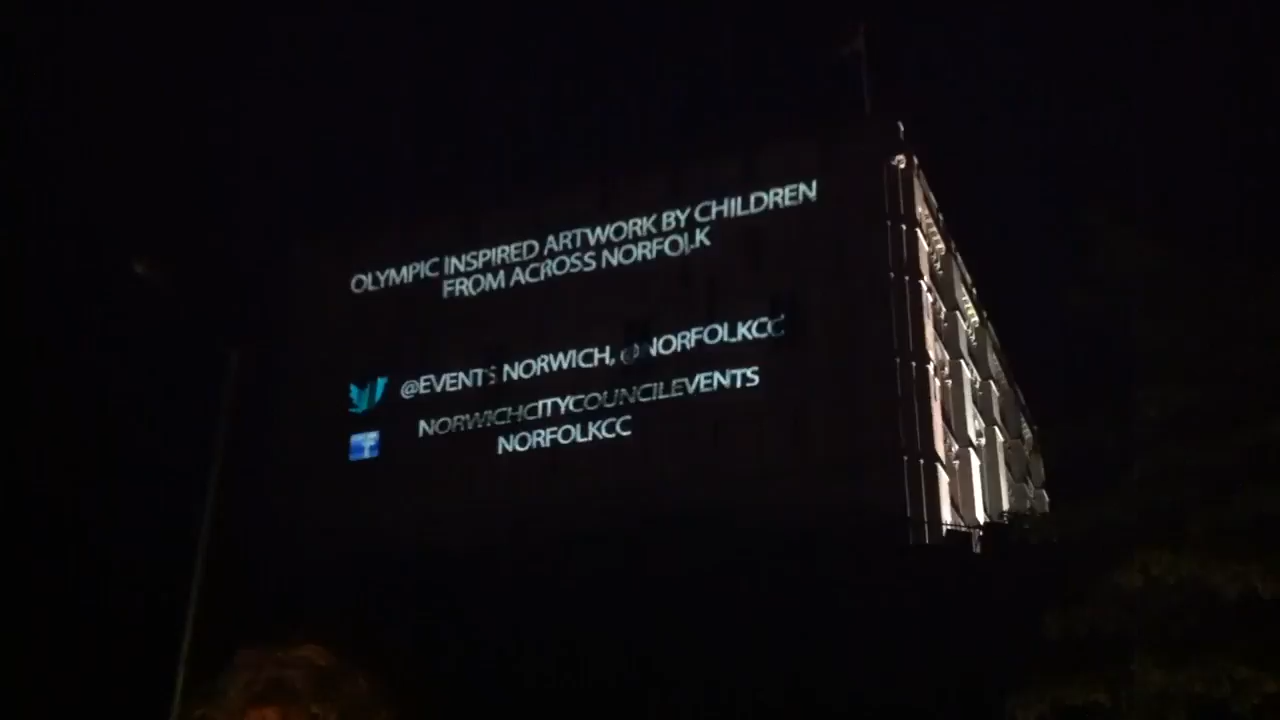 OLYMPIC INSPIRED ARTWORK BY CHILDREN
FROM ACROSS NORFOLK
@EVENTS NORWICH, @NORFOLKCC
NORWICHCITYCOUNCILEVENTS
NORFOLKCC